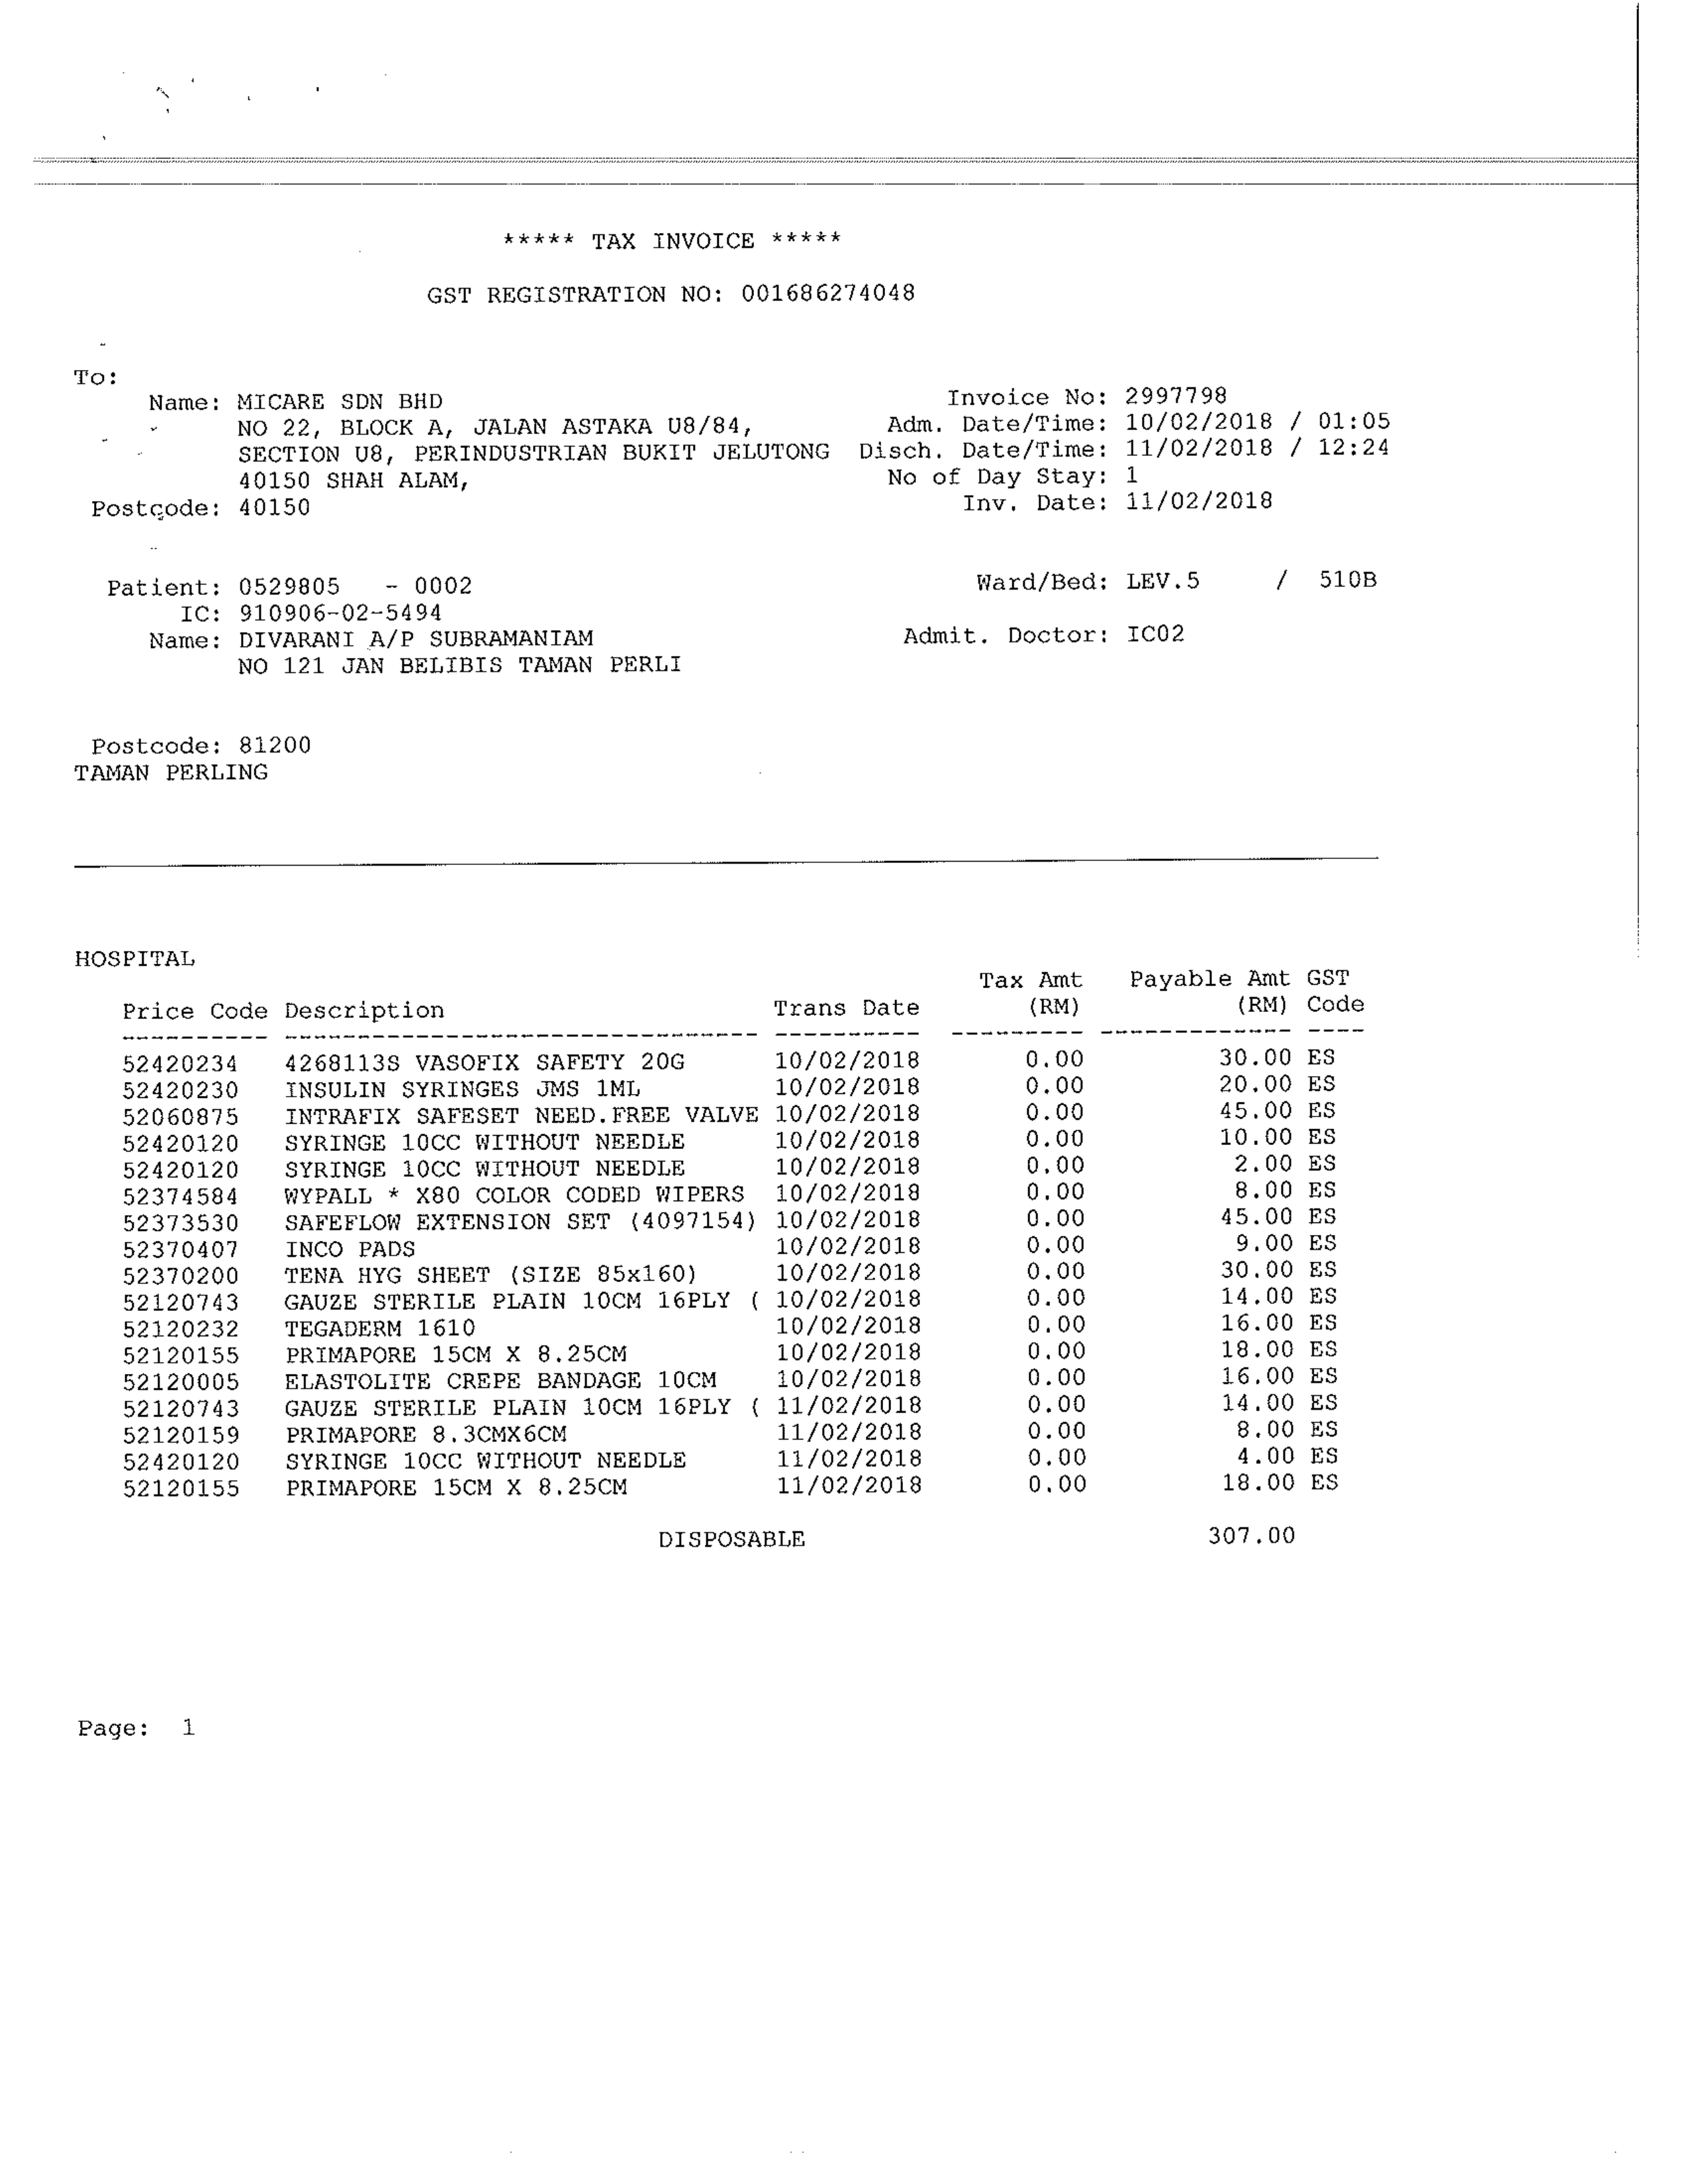 ***** TAX INVOICE *****
GST REGISTRATION NO: 001686274048
To:
Name: MICARE SDN BHD
NO 22, BLOCK A, JALAN ASTAKA U8/84,
SECTION U8, PERINDUSTRIAN BUKIT JELUTONG
40150 SHAH ALAM,
Postcode: 40150
Invoice No: 2997798
Adm. Date/Time: 10/02/2018 / 01:05
Disch. Date/Time: 11/02/2018 / 12:24
No of Day Stay: 1
Inv. Date: 11/02/2018
Patient: 0529805 - 0002
IC: 910906-02-5494
Name: DIVARANI A/P SUBRAMANIAM
NO 121 JAN BELIBIS TAMAN PERLI
Ward/Bed: LEV.5 / 510B
Admit. Doctor: IC02
Postcode: 81200
TAMAN PERLING
HOSPITAL
Tax Amt Payable Amt GST
Price Code Description Trans Date (RM) (RM) Code
52420234 4268113S VASOFIX SAFETY 20G 10/02/2018 0.00 30.00 ES
52420230 INSULIN SYRINGES JMS 1ML 10/02/2018 0.00 20.00 ES
52060875 INTRAFIX SAFESET NEED.FREE VALVE 10/02/2018 0.00 45.00 ES
52420120 SYRINGE 10CC WITHOUT NEEDLE 10/02/2018 0.00 10.00 ES
52420120 SYRINGE 10CC WITHOUT NEEDLE 10/02/2018 0.00 2.00 ES
52374584 WYPALL * X80 COLOR CODED WIPERS 10/02/2018 0.00 8.00 ES
52373530 SAFEFLOW EXTENSION SET (4097154) 10/02/2018 0.00 45.00 ES
52370407 INCO PADS 10/02/2018 0.00 9.00 ES
52370200 TENA HYG SHEET (SIZE 85x160) 10/02/2018 0.00 30.00 ES
52120743 GAUZE STERILE PLAIN 10CM 16PLY ( 10/02/2018 0.00 14.00 ES
52120232 TEGADERM 1610 10/02/2018 0.00 16.00 ES
52120155 PRIMAPORE 15CM X 8.25CM 10/02/2018 0.00 18.00 ES
52120005 ELASTOLITE CREPE BANDAGE 10CM 10/02/2018 0.00 16.00 ES
52120743 GAUZE STERILE PLAIN 10CM 16PLY ( 11/02/2018 0.00 14.00 ES
52120159 PRIMAPORE 8.3CMX6CM 11/02/2018 0.00 8.00 ES
52420120 SYRINGE 10CC WITHOUT NEEDLE 11/02/2018 0.00 4.00 ES
52120155 PRIMAPORE 15CM X 8.25CM 11/02/2018 0.00 18.00 ES
DISPOSABLE 307.00
Page: 1